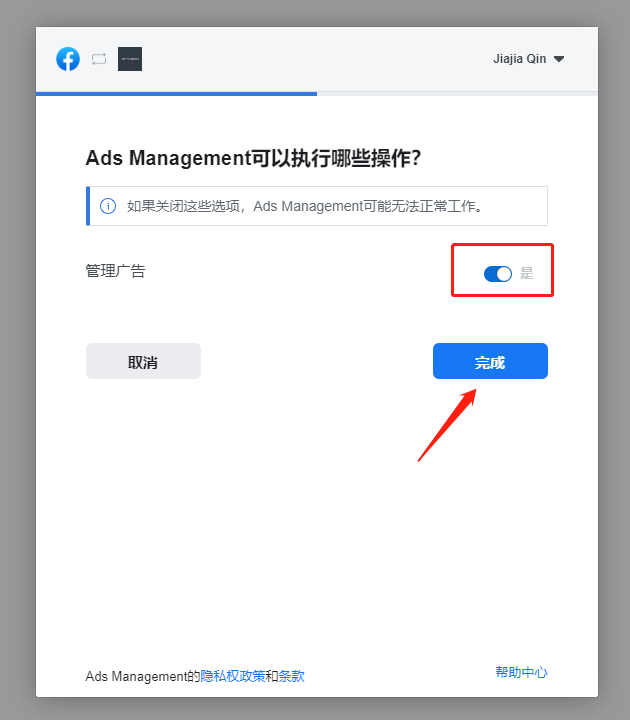 Jiajia Qin
Ads Management可以执行哪些操作?
如果关闭这些选项，Ads Management可能无法正常工作。
管理广告
是
取消
完成
Ads Management的隐私权政策和条款
帮助中心